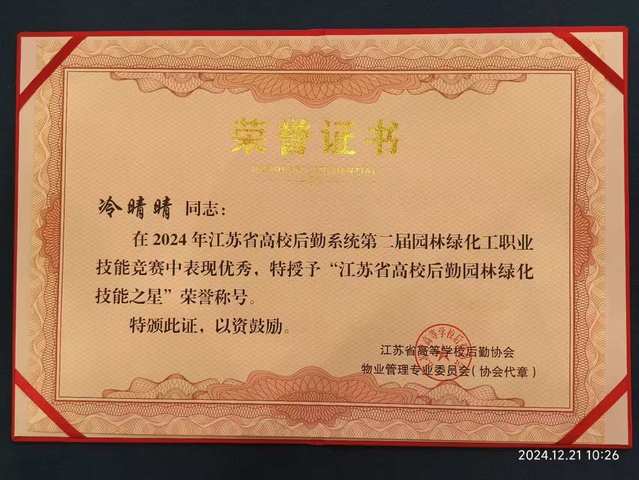 荣誉证书
冷晴晴 同志：
在 2024 年江苏省高校后勤系统第二届园林绿化工职业
技能竞赛中表现优秀，特授予“江苏省高校后勤园林绿化
技能之星”荣誉称号。
特颁此证，以资鼓励。
江苏省高等学校后勤协会
物业管理专业委员会（协会代章）
2024.12.21 10:26